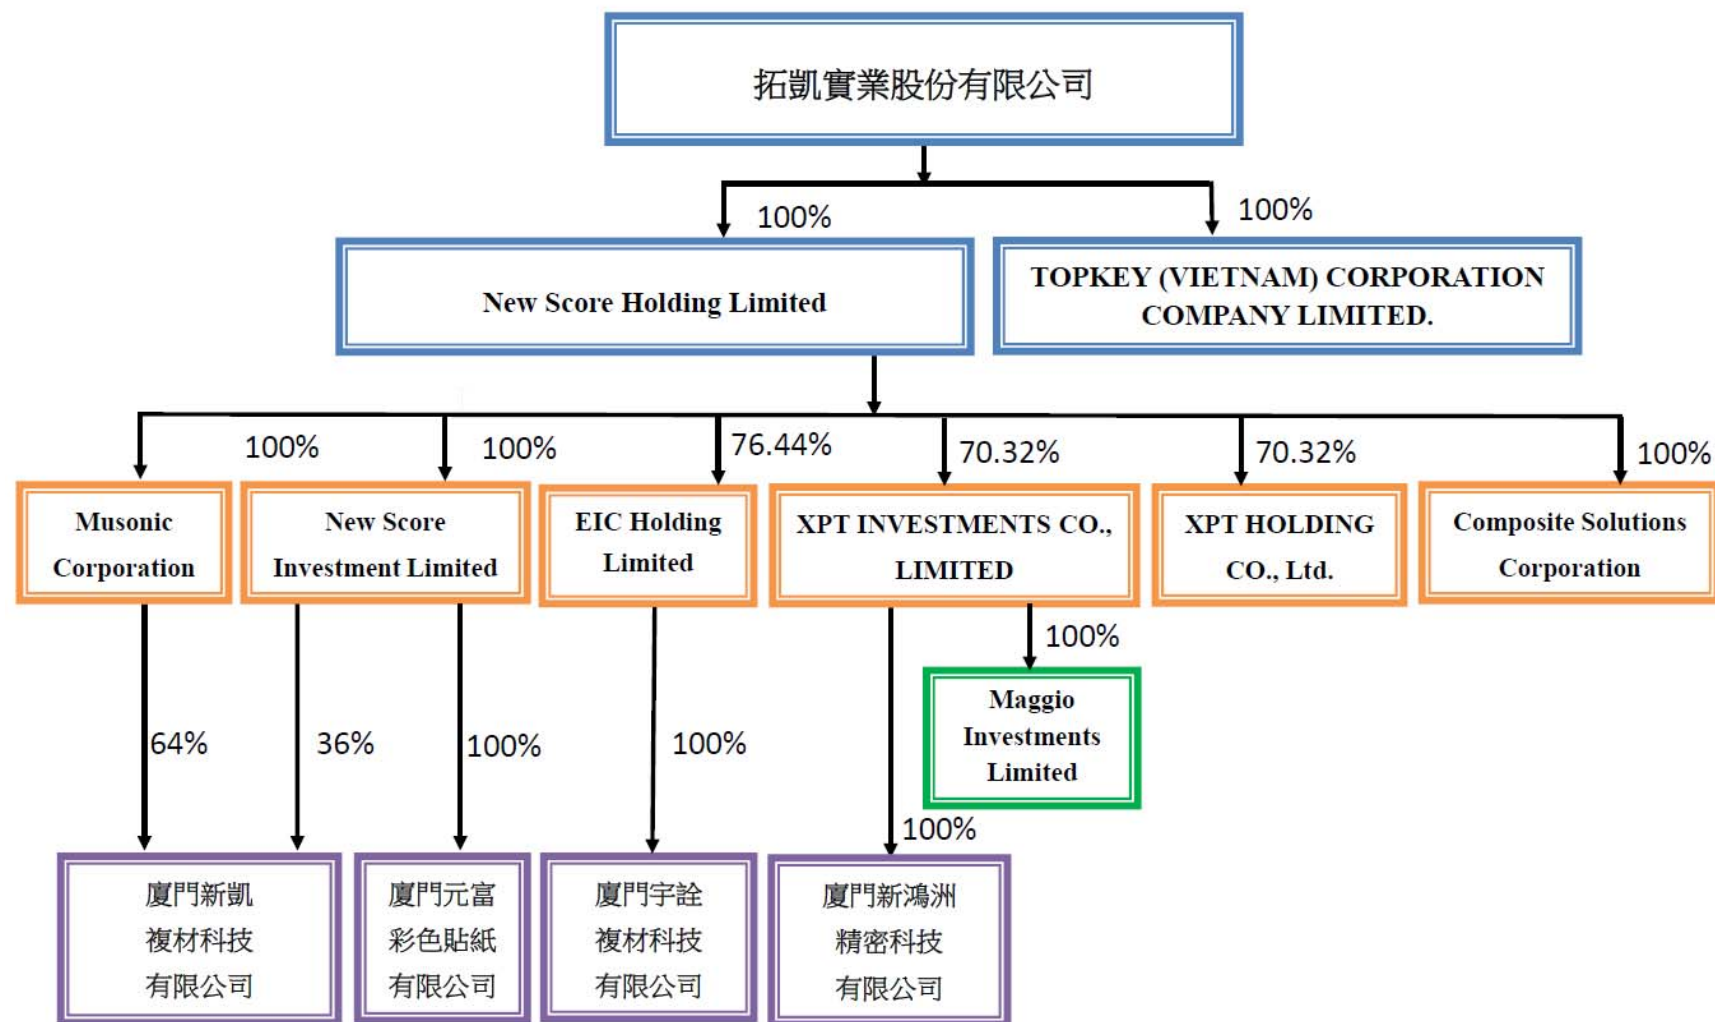 拓凱實業股份有限公司
100%
100%
New Score Holding Limited
TOPKEY (VIETNAM) CORPORATION
COMPANY LIMITED.
100%
100%
76.44%
70.32%
70.32%
100%
Musonic
Corporation
New Score
Investment Limited
EIC Holding
Limited
XPT INVESTMENTS CO.,
LIMITED
XPT HOLDING
CO., Ltd.
Composite Solutions
Corporation
100%
Maggio
Investments
Limited
64%
36%
100%
100%
100%
廈門新凱
複材科技
有限公司
廈門元富
彩色貼紙
有限公司
廈門宇詮
複材科技
有限公司
廈門新鴻洲
精密科技
有限公司